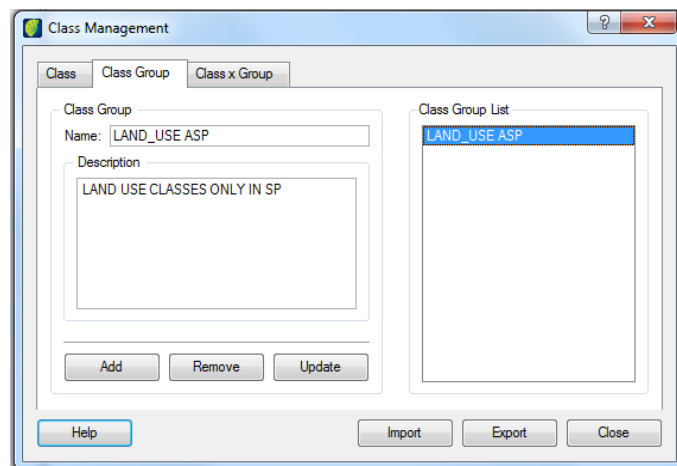 Class Management
?
X
Class
Class Group
Class x Group
Class Group
Name: LAND_USE ASP
Description
LAND USE CLASSES ONLY IN SP
Add
Remove
Update
Class Group List
LAND_USE ASP
Help
Import
Export
Close